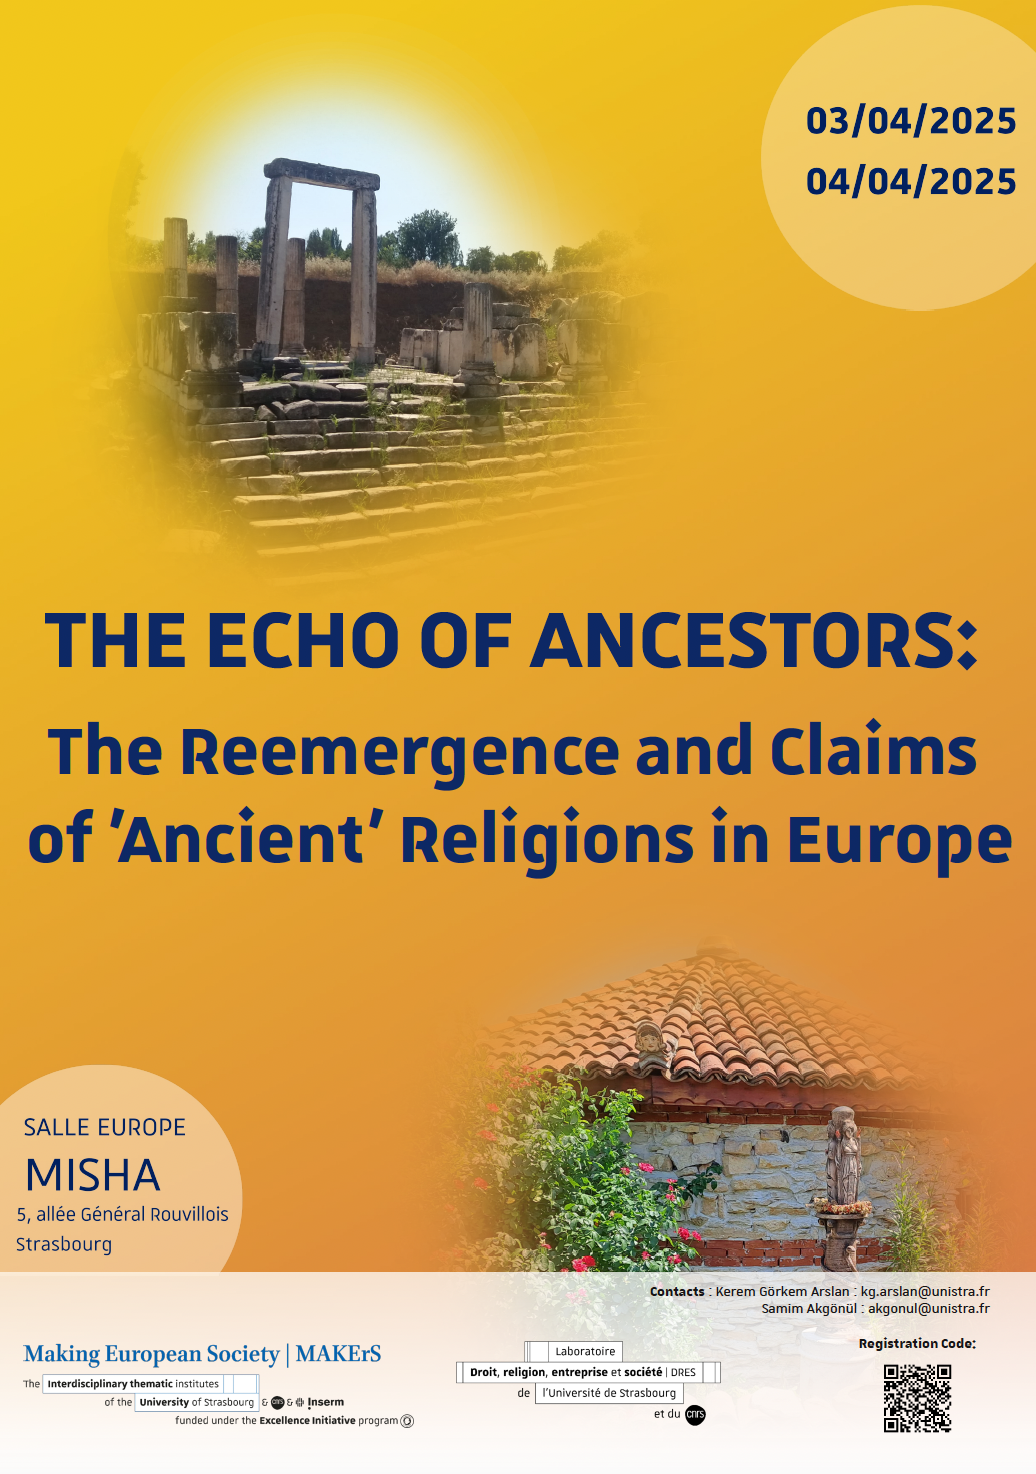 03/04/2025
04/04/2025
THE ECHO OF ANCESTORS:
The Reemergence and Claims
of 'Ancient' Religions in Europe
SALLE EUROPE
MISHA
5, allée Général Rouvillois
Strasbourg
Contacts : Kerem Görkem Arslan : kg.arslan@unistra.fr
Samim Akgönül : akgonul@unistra.fr
Registration Code:
Making European Society | MAKErS
The Interdisciplinary thematic institutes
of the University of Strasbourg & cnrs & Inserm
funded under the Excellence Initiative program
Laboratoire
Droit, religion, entreprise et société | DRES
de l'Université de Strasbourg
et du cnrs